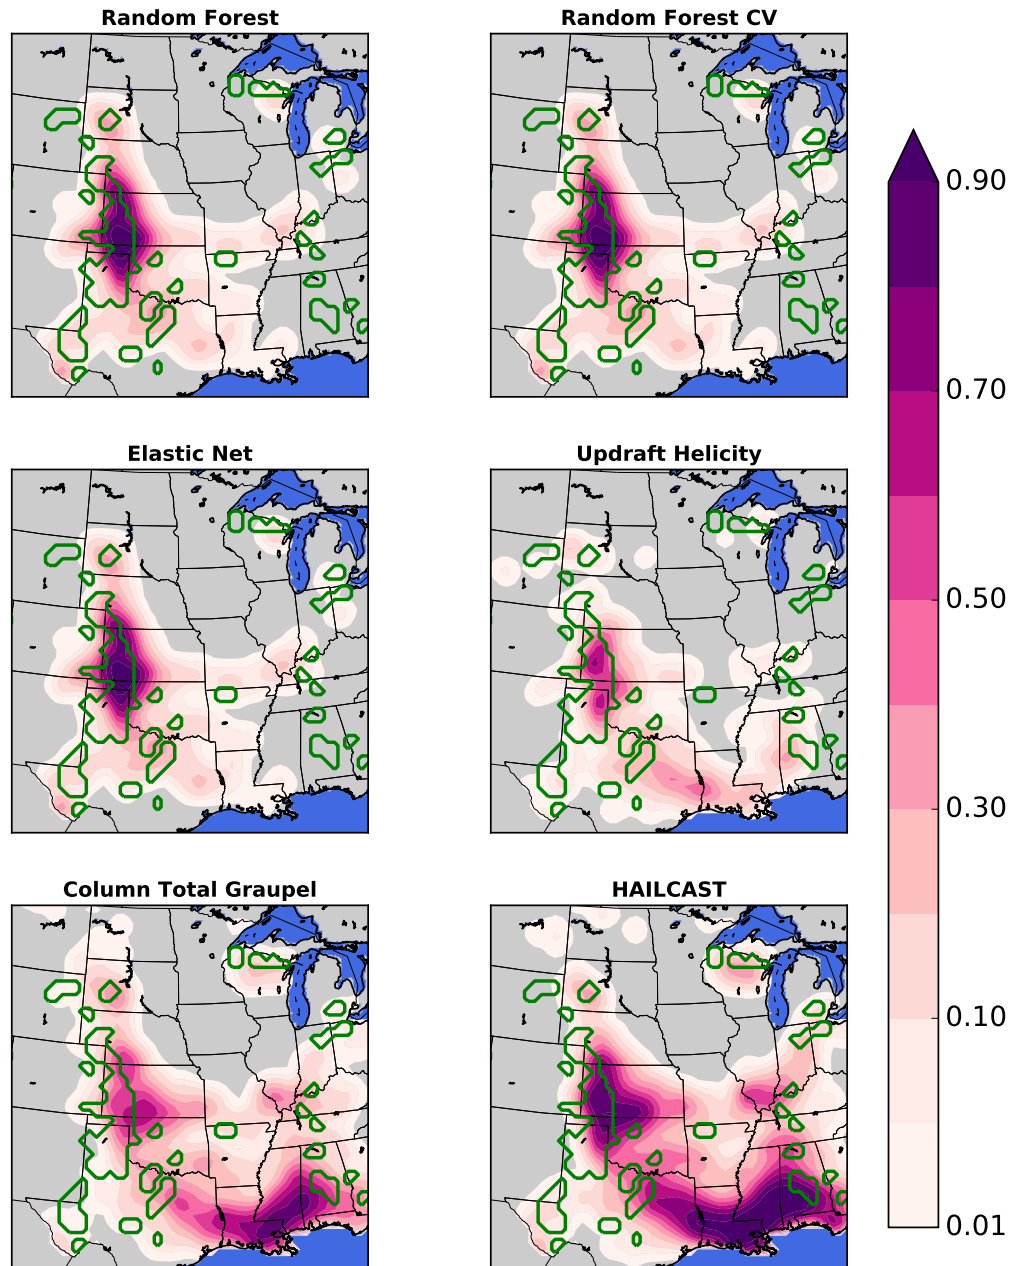 Random Forest
Random Forest CV
Elastic Net
Updraft Helicity
Column Total Graupel
HAILCAST
0.90
0.70
0.50
0.30
0.10
0.01